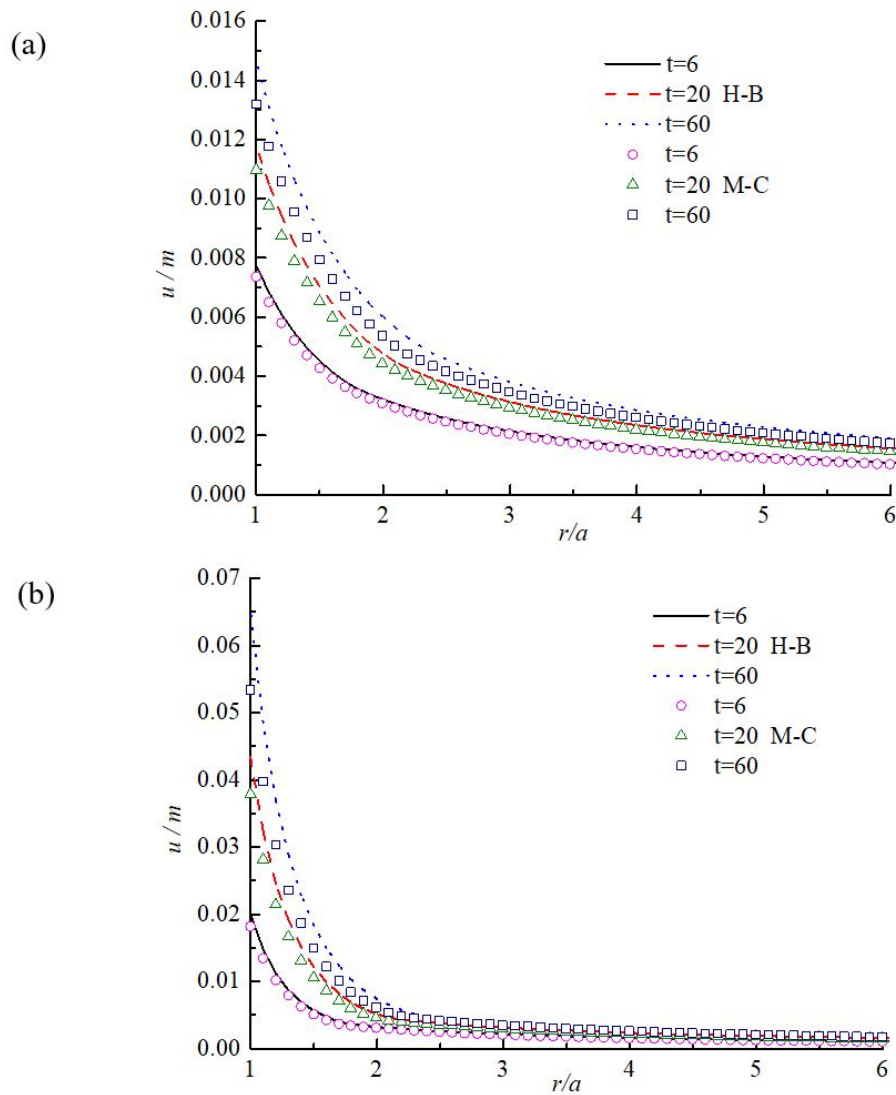 (a)
0.016
0.014
0.012
0.010
0.008
0.006
0.004
0.002
0.000
u / m
1 2 3 4 5 6
r/a
t=6
t=20 H-B
t=60
t=6
t=20 M-C
t=60
(b)
0.07
0.06
0.05
0.04
0.03
0.02
0.01
0.00
u / m
1 2 3 4 5 6
r/a
t=6
t=20 H-B
t=60
t=6
t=20 M-C
t=60